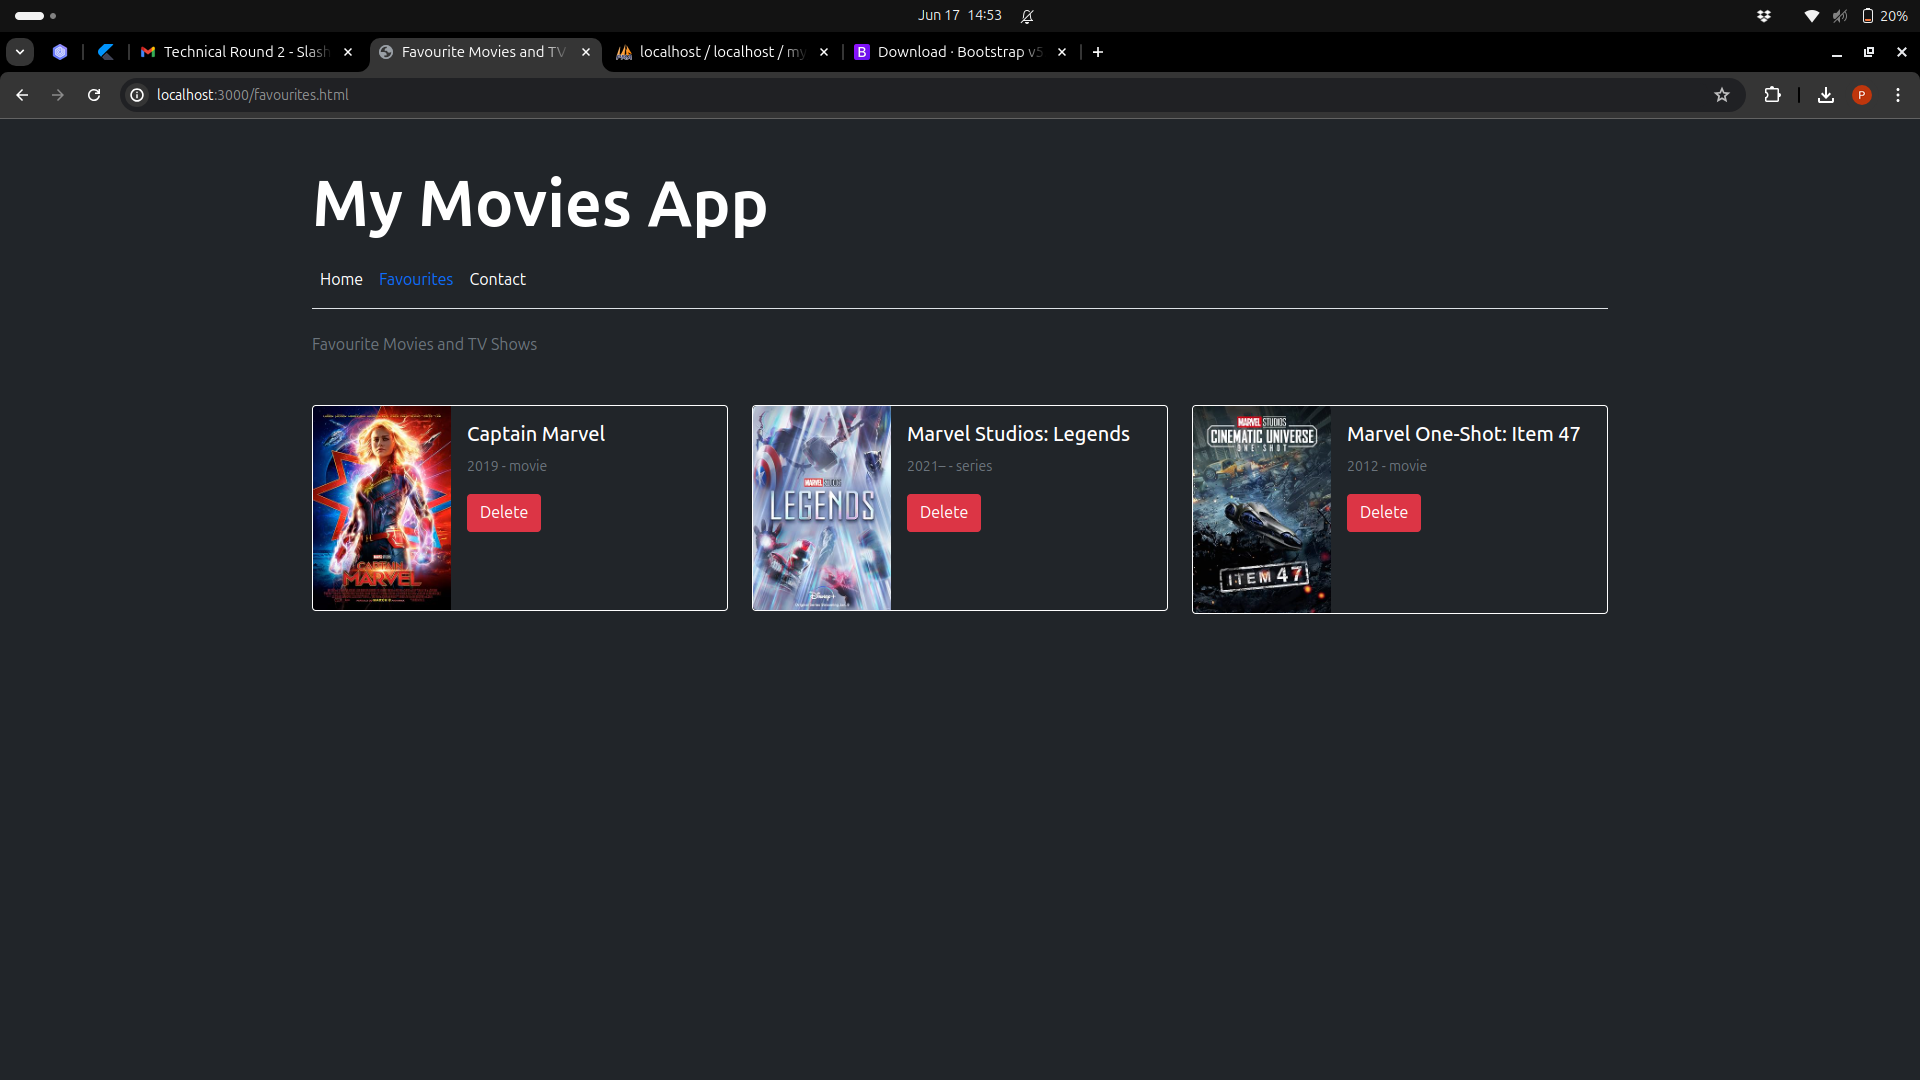 Jun 17 14:53
20%
Technical Round 2 - Slash
Favourite Movies and TV
localhost / localhost / my
B Download · Bootstrap v5
localhost:3000/favourites.html
P
My Movies App
Home Favourites Contact
Favourite Movies and TV Shows
Captain Marvel
2019 - movie
Delete
CAPTAIN
MARVEL
Marvel Studios: Legends
2021– - series
Delete
MARVEL STUDIOS
LEGENDS
Disney+
Marvel One-Shot: Item 47
2012 - movie
Delete
MARVEL STUDIOS
CINEMATIC UNIVERSE
ONE SHOT
ITEM 47